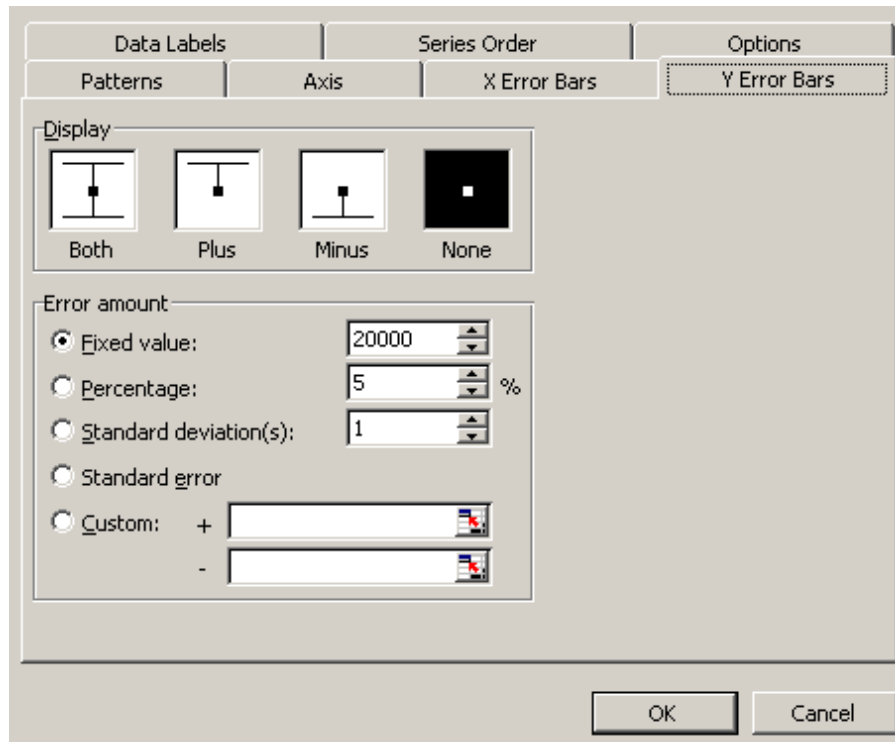 Data Labels Series Order Options
Patterns Axis X Error Bars Y Error Bars
Display
Both Plus Minus None
Error amount
Fixed value: 20000
Percentage: 5 %
Standard deviation(s): 1
Standard error
Custom: +
-
OK Cancel